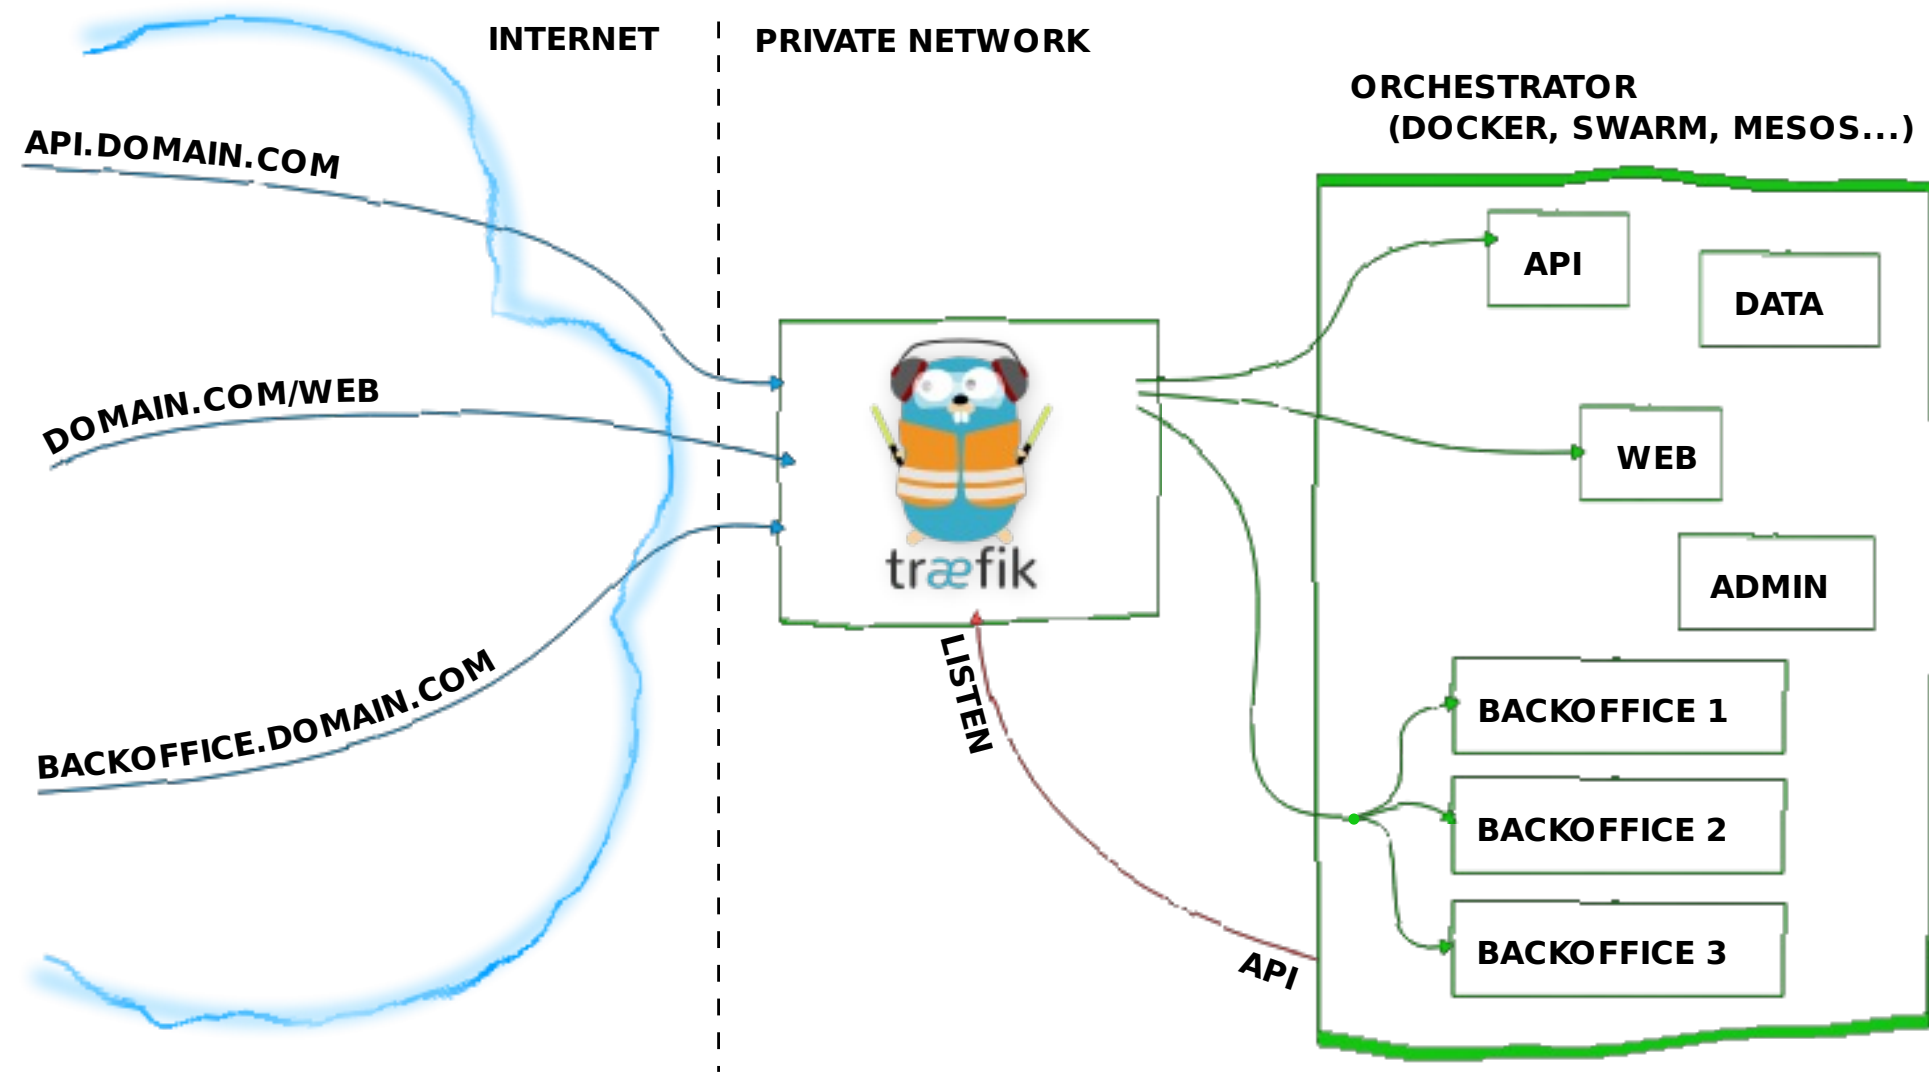 INTERNET
PRIVATE NETWORK
ORCHESTRATOR
(DOCKER, SWARM, MESOS...)
API.DOMAIN.COM
DOMAIN.COM/WEB
BACKOFFICE.DOMAIN.COM
træfik
LISTEN
API
API
DATA
WEB
ADMIN
BACKOFFICE 1
BACKOFFICE 2
BACKOFFICE 3